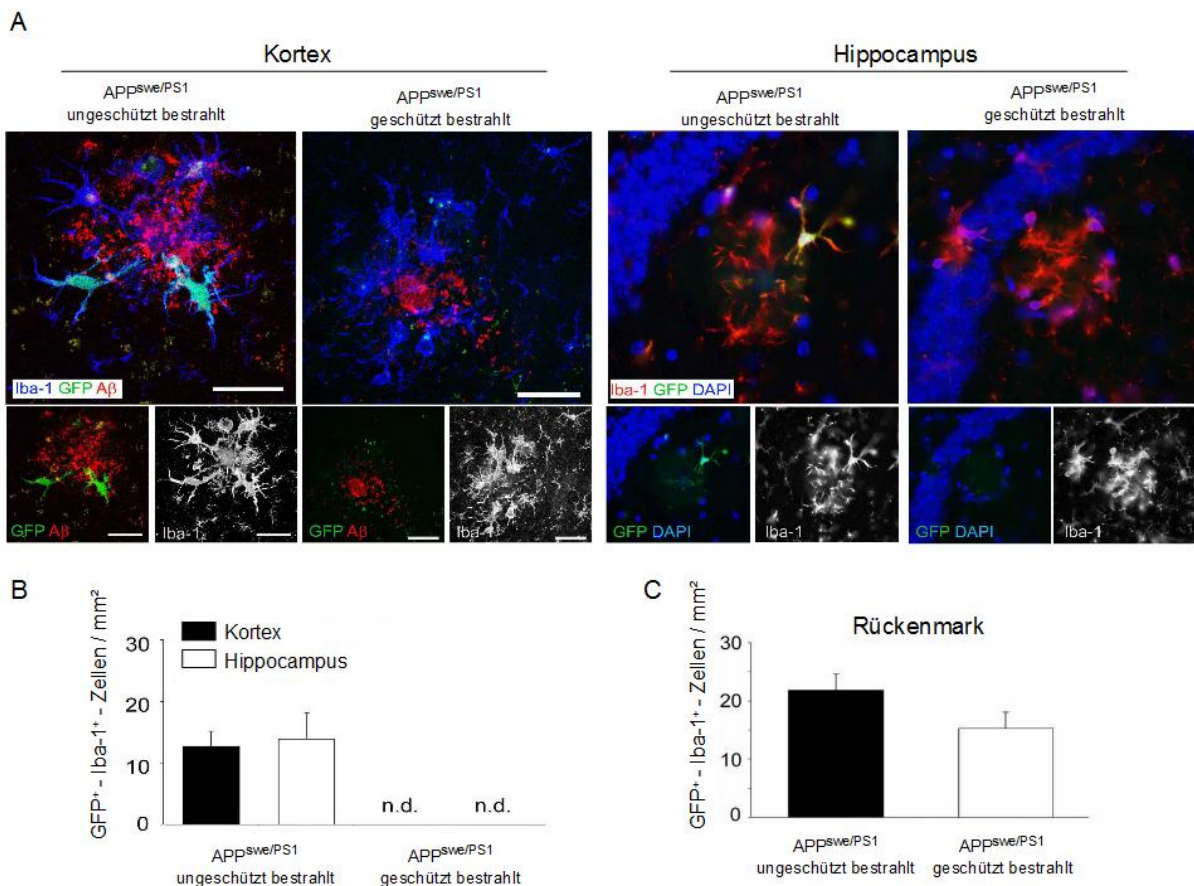 A
Kortex
Hippocampus
APPswe/PS1
ungeschützt bestrahlt
APPswe/PS1
geschützt bestrahlt
APPswe/PS1
ungeschützt bestrahlt
APPswe/PS1
geschützt bestrahlt
Iba-1 GFP Aβ
Iba-1 GFP DAPI
GFP Aβ
Iba-1
GFP Aβ
Iba-1
GFP DAPI
Iba-1
GFP DAPI
Iba-1
B
GFP⁺ - Iba-1⁺ - Zellen / mm²
30
20
10
0
Kortex
Hippocampus
n.d.
n.d.
APPswe/PS1
ungeschützt bestrahlt
APPswe/PS1
geschützt bestrahlt
C
Rückenmark
GFP⁺ - Iba-1⁺ - Zellen / mm²
30
20
10
0
APPswe/PS1
ungeschützt bestrahlt
APPswe/PS1
geschützt bestrahlt